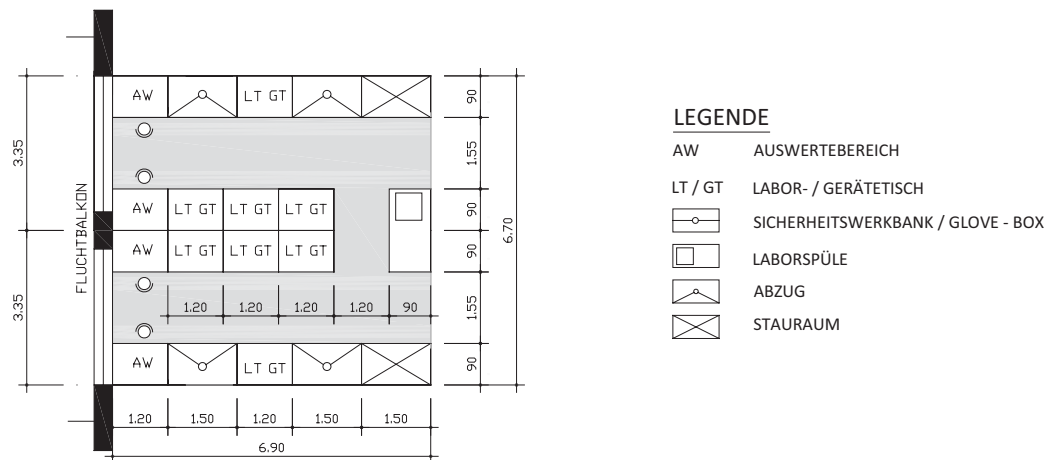 AW LT GT 90
3.35 1.55
FLUCHTBALKON
AW LT GT LT GT LT GT 90
6.70
AW LT GT LT GT LT GT 90
3.35 1.20 1.20 1.20 1.20 90 1.55
AW LT GT 90
1.20 1.50 1.20 1.50 1.50
6.90
LEGENDE
AW AUSWERTEBEREICH
LT / GT LABOR- / GERÄTETISCH
SICHERHEITSWERKBANK / GLOVE - BOX
LABORSPÜLE
ABZUG
STAURAUM